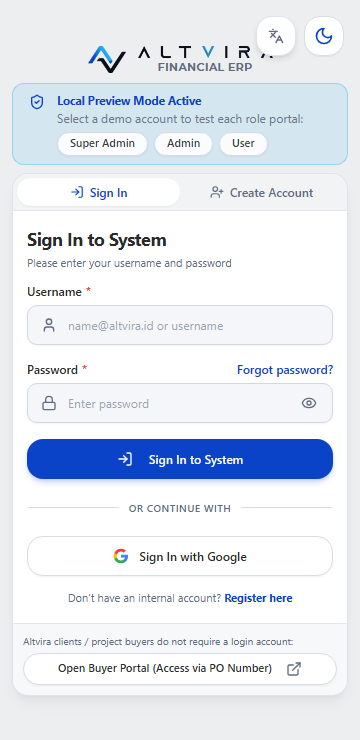 ALTVIRA
FINANCIAL ERP
Local Preview Mode Active
Select a demo account to test each role portal:
Super Admin
Admin
User
Sign In
Create Account
Sign In to System
Please enter your username and password
Username *
name@altvira.id or username
Password *
Forgot password?
Enter password
Sign In to System
OR CONTINUE WITH
Sign In with Google
Don't have an internal account? Register here
Altvira clients / project buyers do not require a login account:
Open Buyer Portal (Access via PO Number)